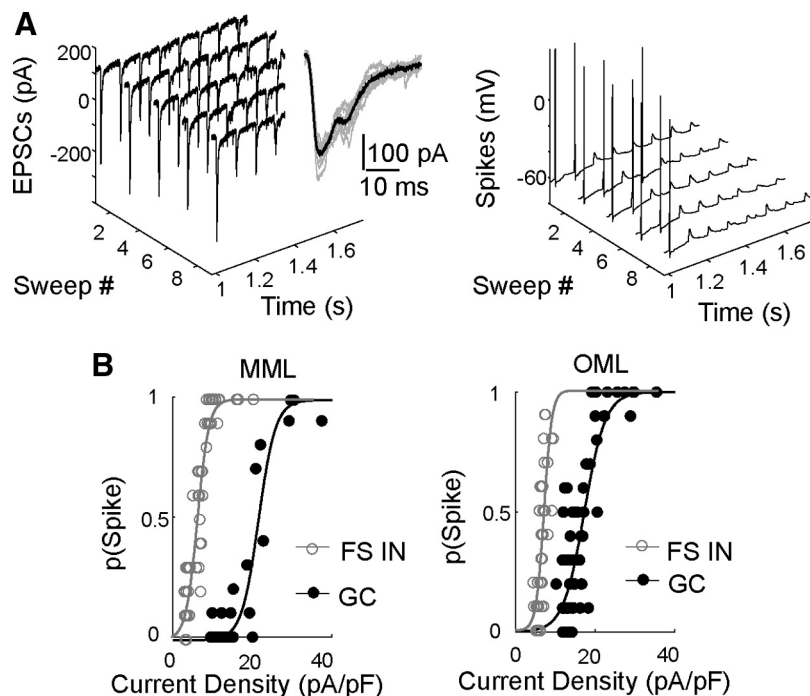 A
EPSCs (pA)
200
0
-200
2
4
6
8
Sweep #
1
1.2
1.4
1.6
Time (s)
100 pA
10 ms
Spikes (mV)
0
-60
2
4
6
8
Sweep #
1
1.2
1.4
1.6
Time (s)
B
MML
p(Spike)
1
0.5
0
0
20
40
FS IN
GC
Current Density (pA/pF)
OML
p(Spike)
1
0.5
0
0
20
40
FS IN
GC
Current Density (pA/pF)